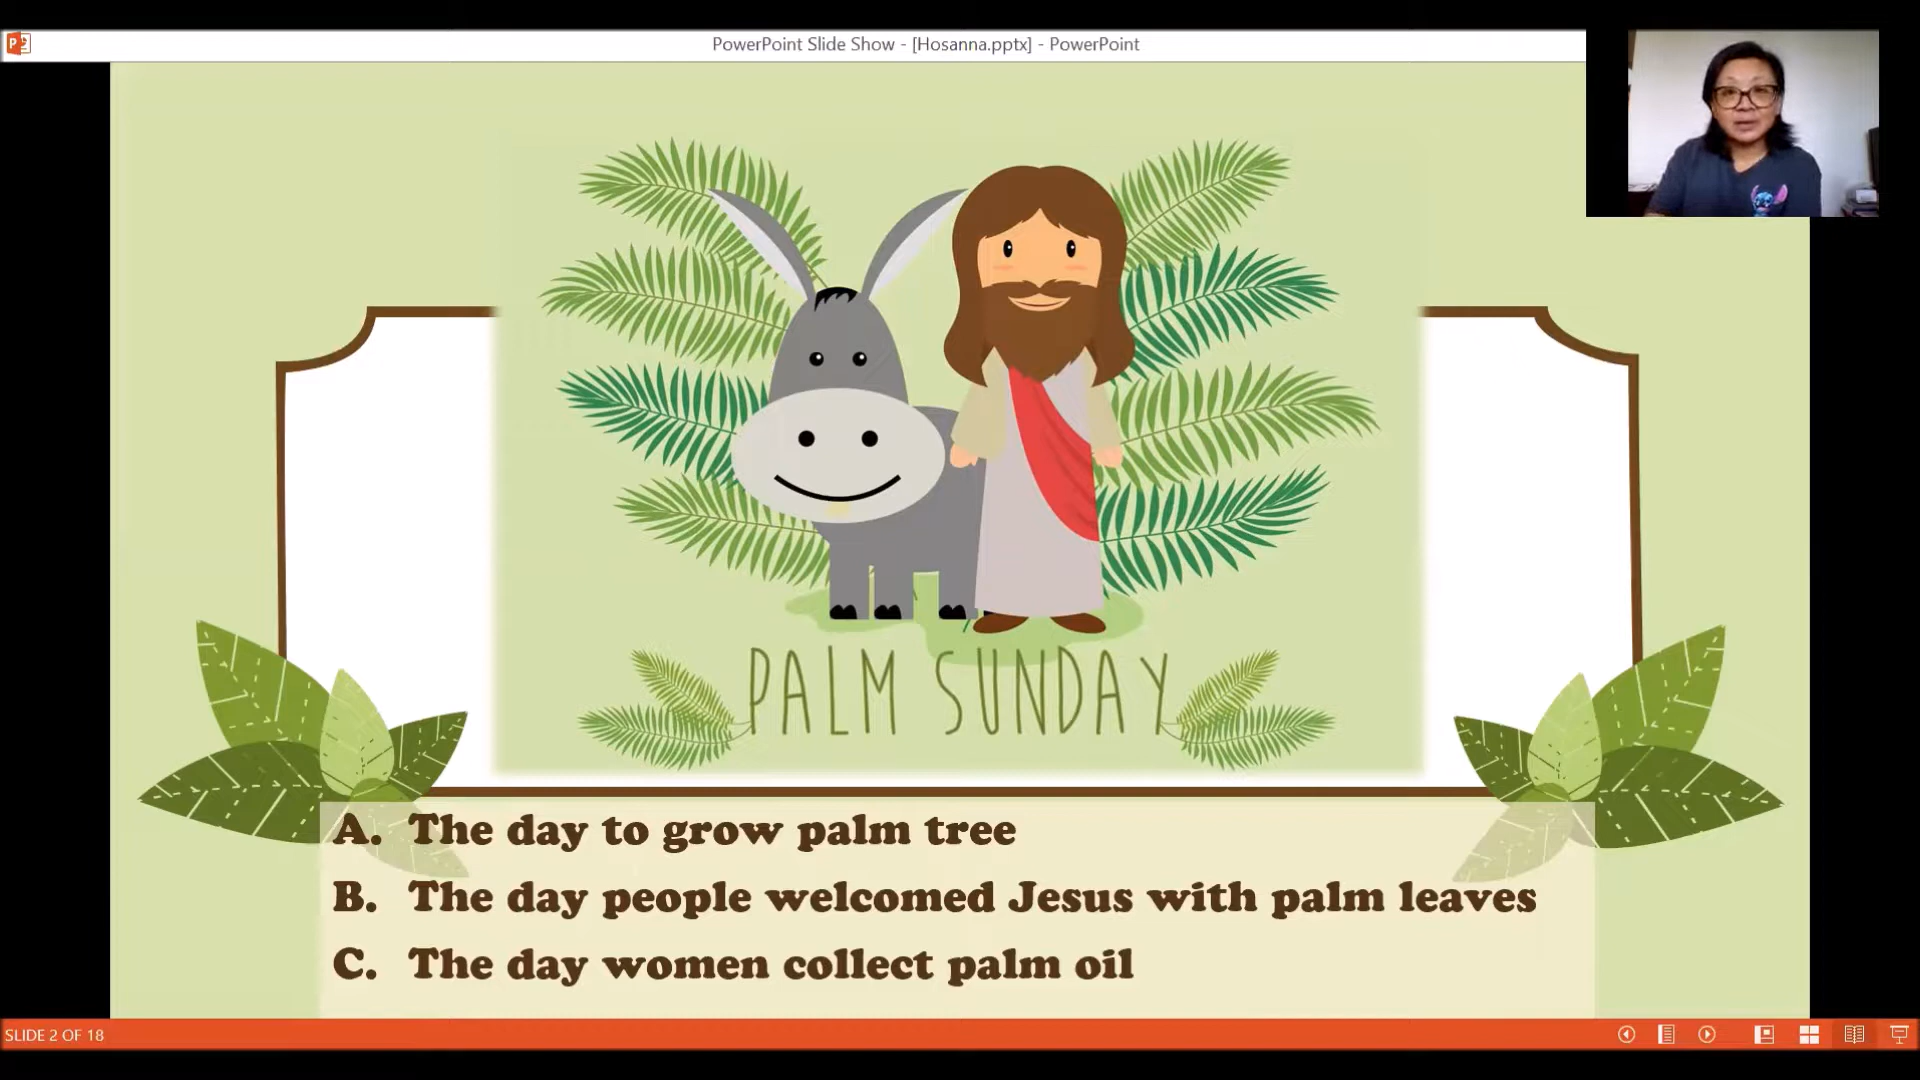 PowerPoint Slide Show - [Hosanna.pptx] - PowerPoint
PALM SUNDAY
A. The day to grow palm tree
B. The day people welcomed Jesus with palm leaves
C. The day women collect palm oil
SLIDE 2 OF 18